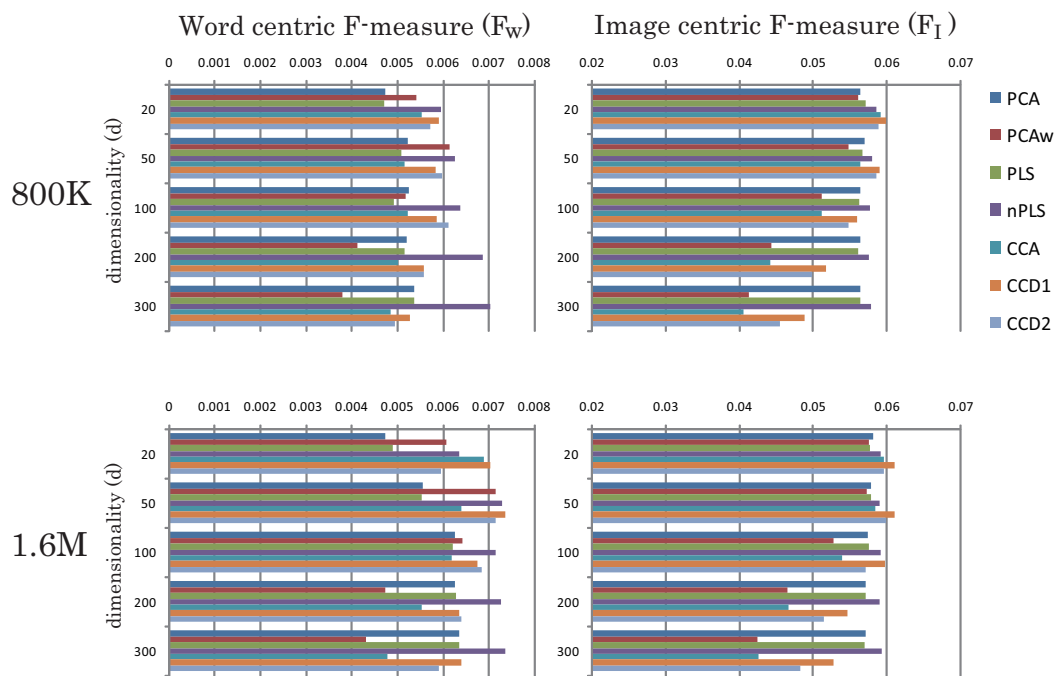 Word centric F-measure (FW)
Image centric F-measure (FI )
0 0.001 0.002 0.003 0.004 0.005 0.006 0.007 0.008
0.02 0.03 0.04 0.05 0.06 0.07
800K
dimensionality (d)
20
50
100
200
300
20
50
100
200
300
PCA
PCAw
PLS
nPLS
CCA
CCD1
CCD2
0 0.001 0.002 0.003 0.004 0.005 0.006 0.007 0.008
0.02 0.03 0.04 0.05 0.06 0.07
1.6M
dimensionality (d)
20
50
100
200
300
20
50
100
200
300